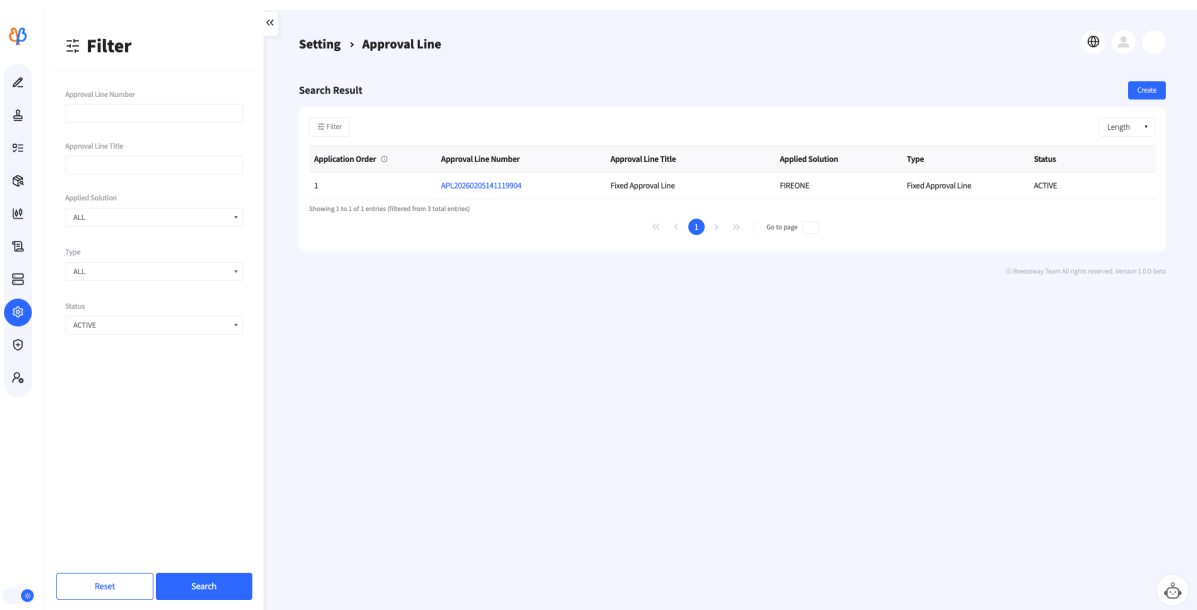 Filter
Approval Line Number
Approval Line Title
Applied Solution
ALL
Type
ALL
Status
ACTIVE
Reset
Search
Setting > Approval Line
Search Result
Create
Filter
Length
Application Order Approval Line Number Approval Line Title Applied Solution Type Status
1 APL20260205141119904 Fixed Approval Line FIREONE Fixed Approval Line ACTIVE
Showing 1 to 1 of 1 entries (filtered from 3 total entries)
« < 1 > » Go to page
ⓒ Breezeway Team All rights reserved. Version 1.0.0-beta